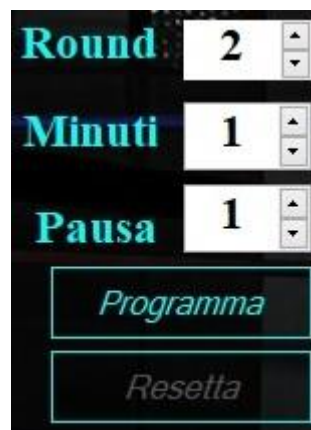 Round 2
Minuti 1
Pausa 1
Programma
Resetta